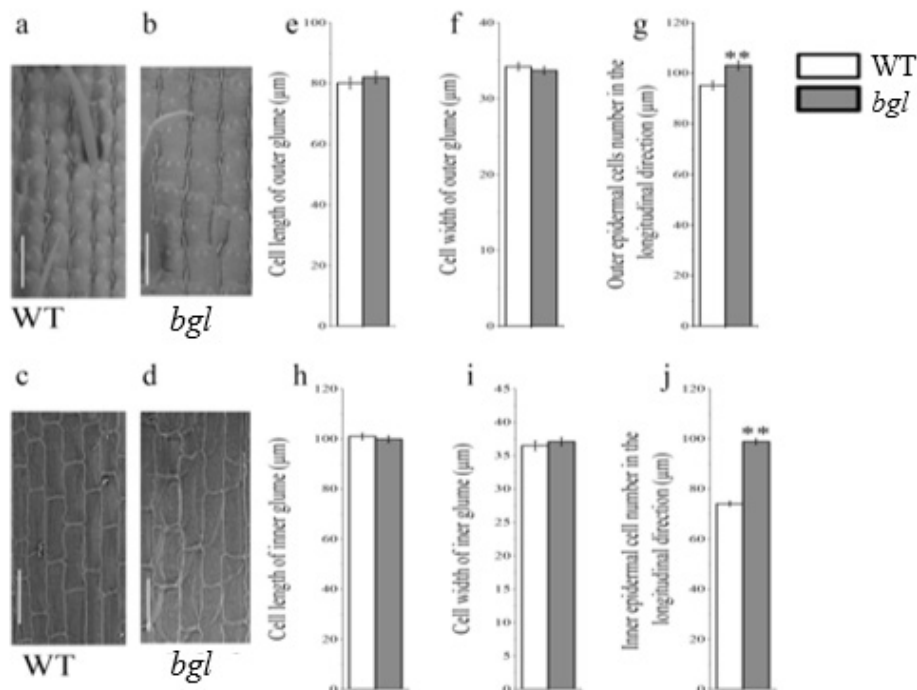 a
b
e
f
g
WT
bgl
100
80
60
40
20
0
Cell length of outer glume (µm)
40
34
14
0
Cell width of outer glume (µm)
120
100
80
60
40
20
0
Outer epidermal cells number in the
longitudinal direction (µm)
**
WT
bgl
c
d
h
i
j
120
100
80
60
40
20
0
Cell length of inner glume (µm)
45
40
35
30
25
20
15
10
5
0
Cell width of iner glume (µm)
120
100
80
60
40
20
0
Inner epidermal cell number in the
longitudinal direction (µm)
**
WT
bgl